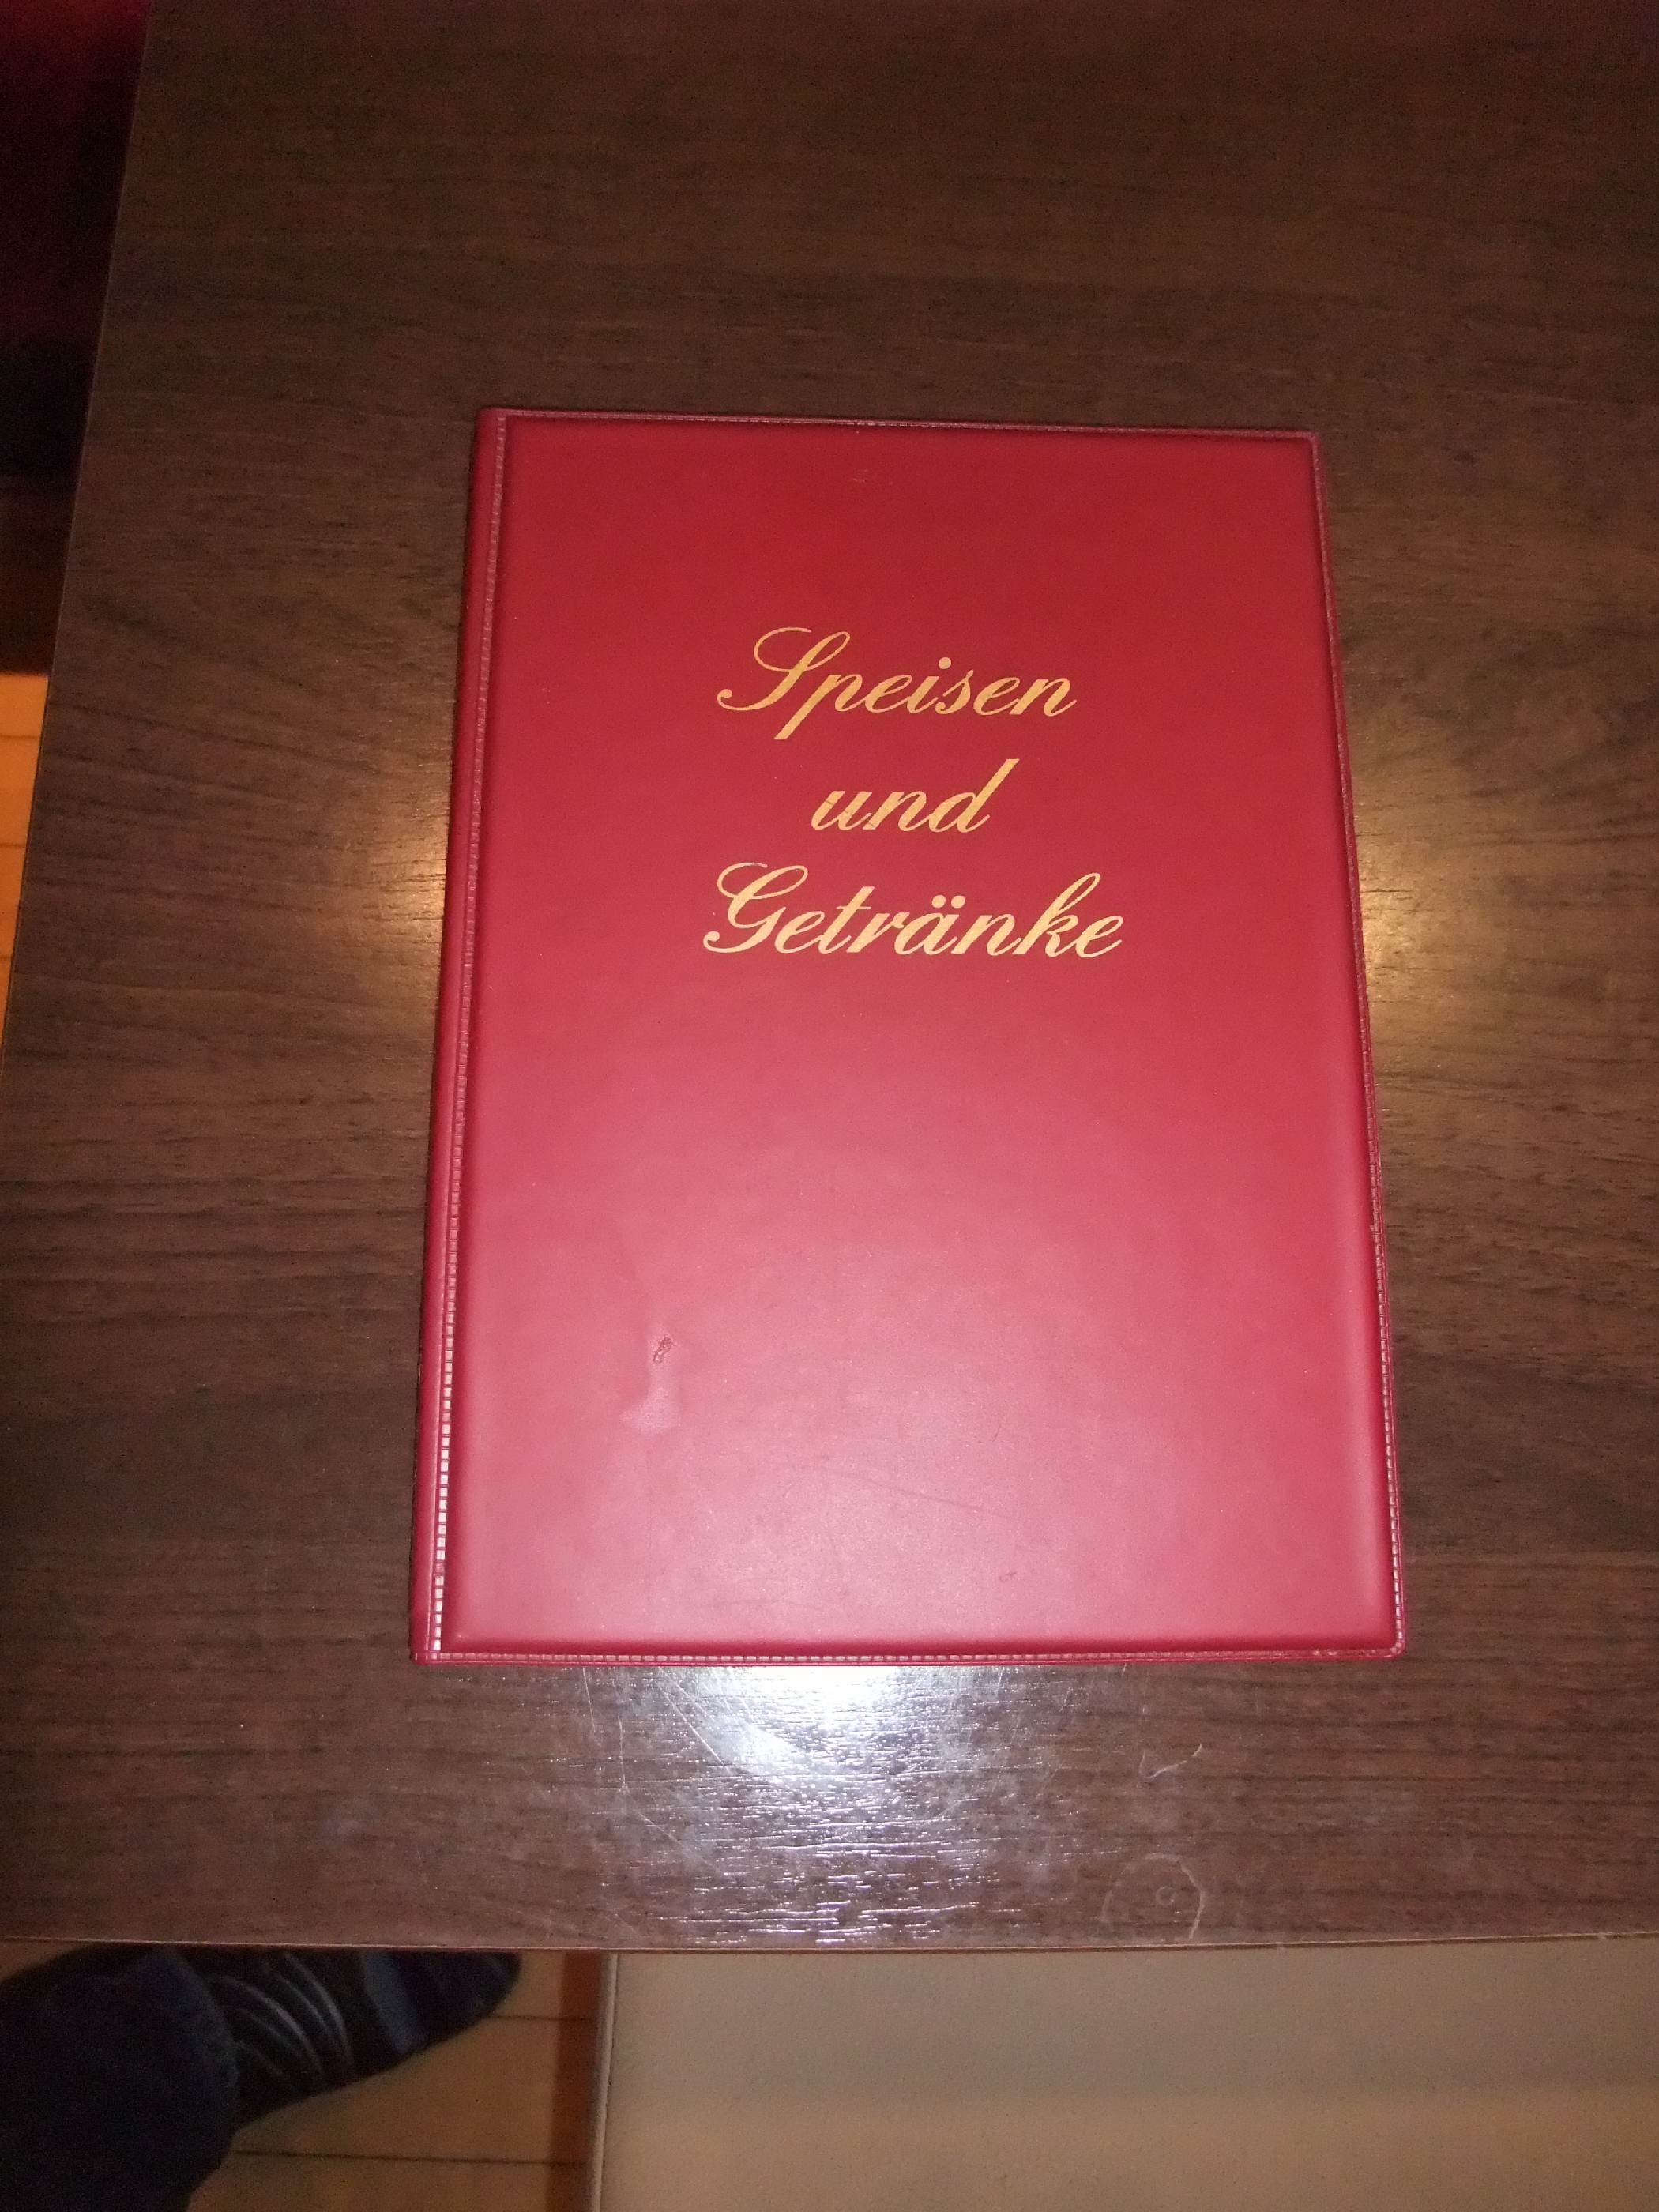 Speisen
und
Getränke